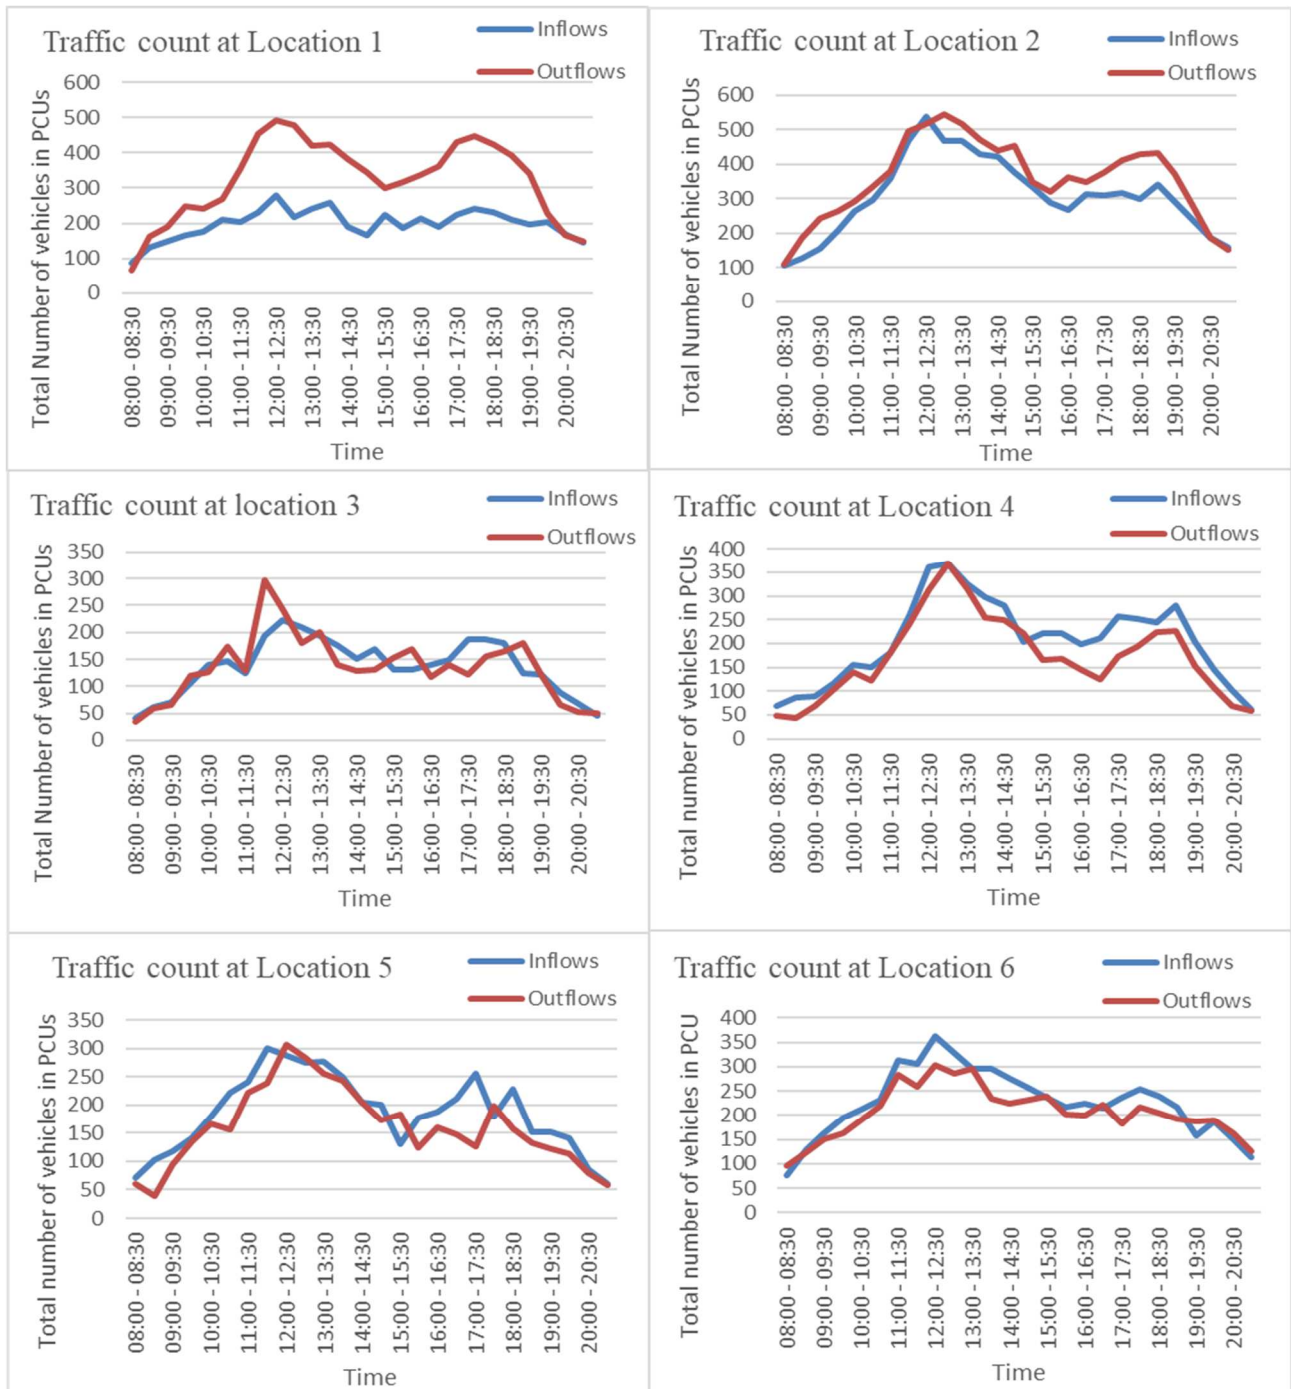 Traffic count at Location 1
Inflows
Outflows
Total Number of vehicles in PCUs
600
500
400
300
200
100
0
08:00 - 08:30
09:00 - 09:30
10:00 - 10:30
11:00 - 11:30
12:00 - 12:30
13:00 - 13:30
14:00 - 14:30
15:00 - 15:30
16:00 - 16:30
17:00 - 17:30
18:00 - 18:30
19:00 - 19:30
20:00 - 20:30
Time
Traffic count at Location 2
Inflows
Outflows
Total Number of vehicles in PCUs
600
500
400
300
200
100
0
08:00 - 08:30
09:00 - 09:30
10:00 - 10:30
11:00 - 11:30
12:00 - 12:30
13:00 - 13:30
14:00 - 14:30
15:00 - 15:30
16:00 - 16:30
17:00 - 17:30
18:00 - 18:30
19:00 - 19:30
20:00 - 20:30
Time
Traffic count at location 3
Inflows
Outflows
Total Number of vehicles in PCUs
350
300
250
200
150
100
50
0
08:00 - 08:30
09:00 - 09:30
10:00 - 10:30
11:00 - 11:30
12:00 - 12:30
13:00 - 13:30
14:00 - 14:30
15:00 - 15:30
16:00 - 16:30
17:00 - 17:30
18:00 - 18:30
19:00 - 19:30
20:00 - 20:30
Time
Traffic count at Location 4
Inflows
Outflows
Total number of vehicles in PCUs
400
350
300
250
200
150
100
50
0
08:00 - 08:30
09:00 - 09:30
10:00 - 10:30
11:00 - 11:30
12:00 - 12:30
13:00 - 13:30
14:00 - 14:30
15:00 - 15:30
16:00 - 16:30
17:00 - 17:30
18:00 - 18:30
19:00 - 19:30
20:00 - 20:30
Time
Traffic count at Location 5
Inflows
Outflows
Total number of vehicles in PCUs
350
300
250
200
150
100
50
0
08:00 - 08:30
09:00 - 09:30
10:00 - 10:30
11:00 - 11:30
12:00 - 12:30
13:00 - 13:30
14:00 - 14:30
15:00 - 15:30
16:00 - 16:30
17:00 - 17:30
18:00 - 18:30
19:00 - 19:30
20:00 - 20:30
Time
Traffic count at Location 6
Inflows
Outflows
Total number of vehicles in PCU
400
350
300
250
200
150
100
50
0
08:00 - 08:30
09:00 - 09:30
10:00 - 10:30
11:00 - 11:30
12:00 - 12:30
13:00 - 13:30
14:00 - 14:30
15:00 - 15:30
16:00 - 16:30
17:00 - 17:30
18:00 - 18:30
19:00 - 19:30
20:00 - 20:30
Time